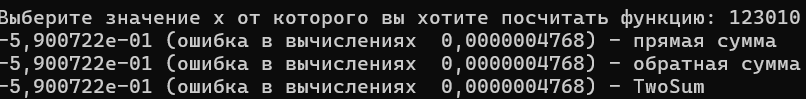 Выберите значение x от которого вы хотите посчитать функцию: 123010
-5,900722e-01 (ошибка в вычислениях  0,0000004768) - прямая сумма
-5,900722e-01 (ошибка в вычислениях  0,0000004768) - обратная сумма
-5,900722e-01 (ошибка в вычислениях  0,0000004768) - TwoSum